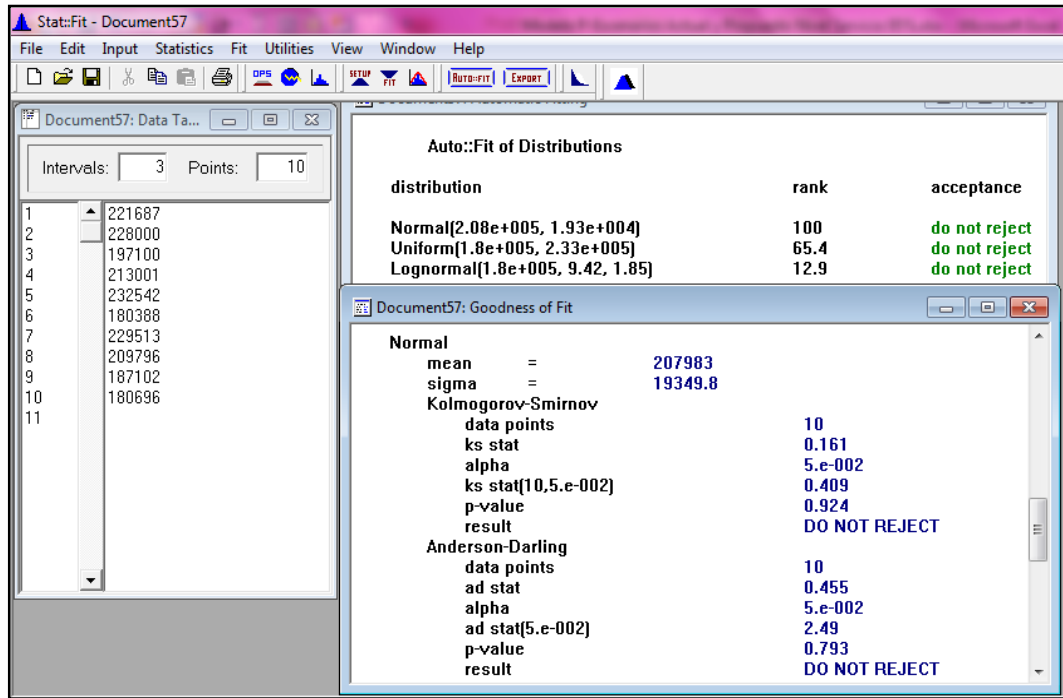 Stat::Fit - Document57
File Edit Input Statistics Fit Utilities View Window Help
OPS SETUP FIT AUTO::FIT EXPORT
Document57: Data Ta...
Intervals: 3 Points: 10
1 221687
2 228000
3 197100
4 213001
5 232542
6 180388
7 229513
8 209796
9 187102
10 180696
11
Auto::Fit of Distributions
distribution rank acceptance
Normal(2.08e+005, 1.93e+004) 100 do not reject
Uniform(1.8e+005, 2.33e+005) 65.4 do not reject
Lognormal(1.8e+005, 9.42, 1.85) 12.9 do not reject
Document57: Goodness of Fit
Normal
mean = 207983
sigma = 19349.8
Kolmogorov-Smirnov
data points 10
ks stat 0.161
alpha 5.e-002
ks stat(10,5.e-002) 0.409
p-value 0.924
result DO NOT REJECT
Anderson-Darling
data points 10
ad stat 0.455
alpha 5.e-002
ad stat(5.e-002) 2.49
p-value 0.793
result DO NOT REJECT